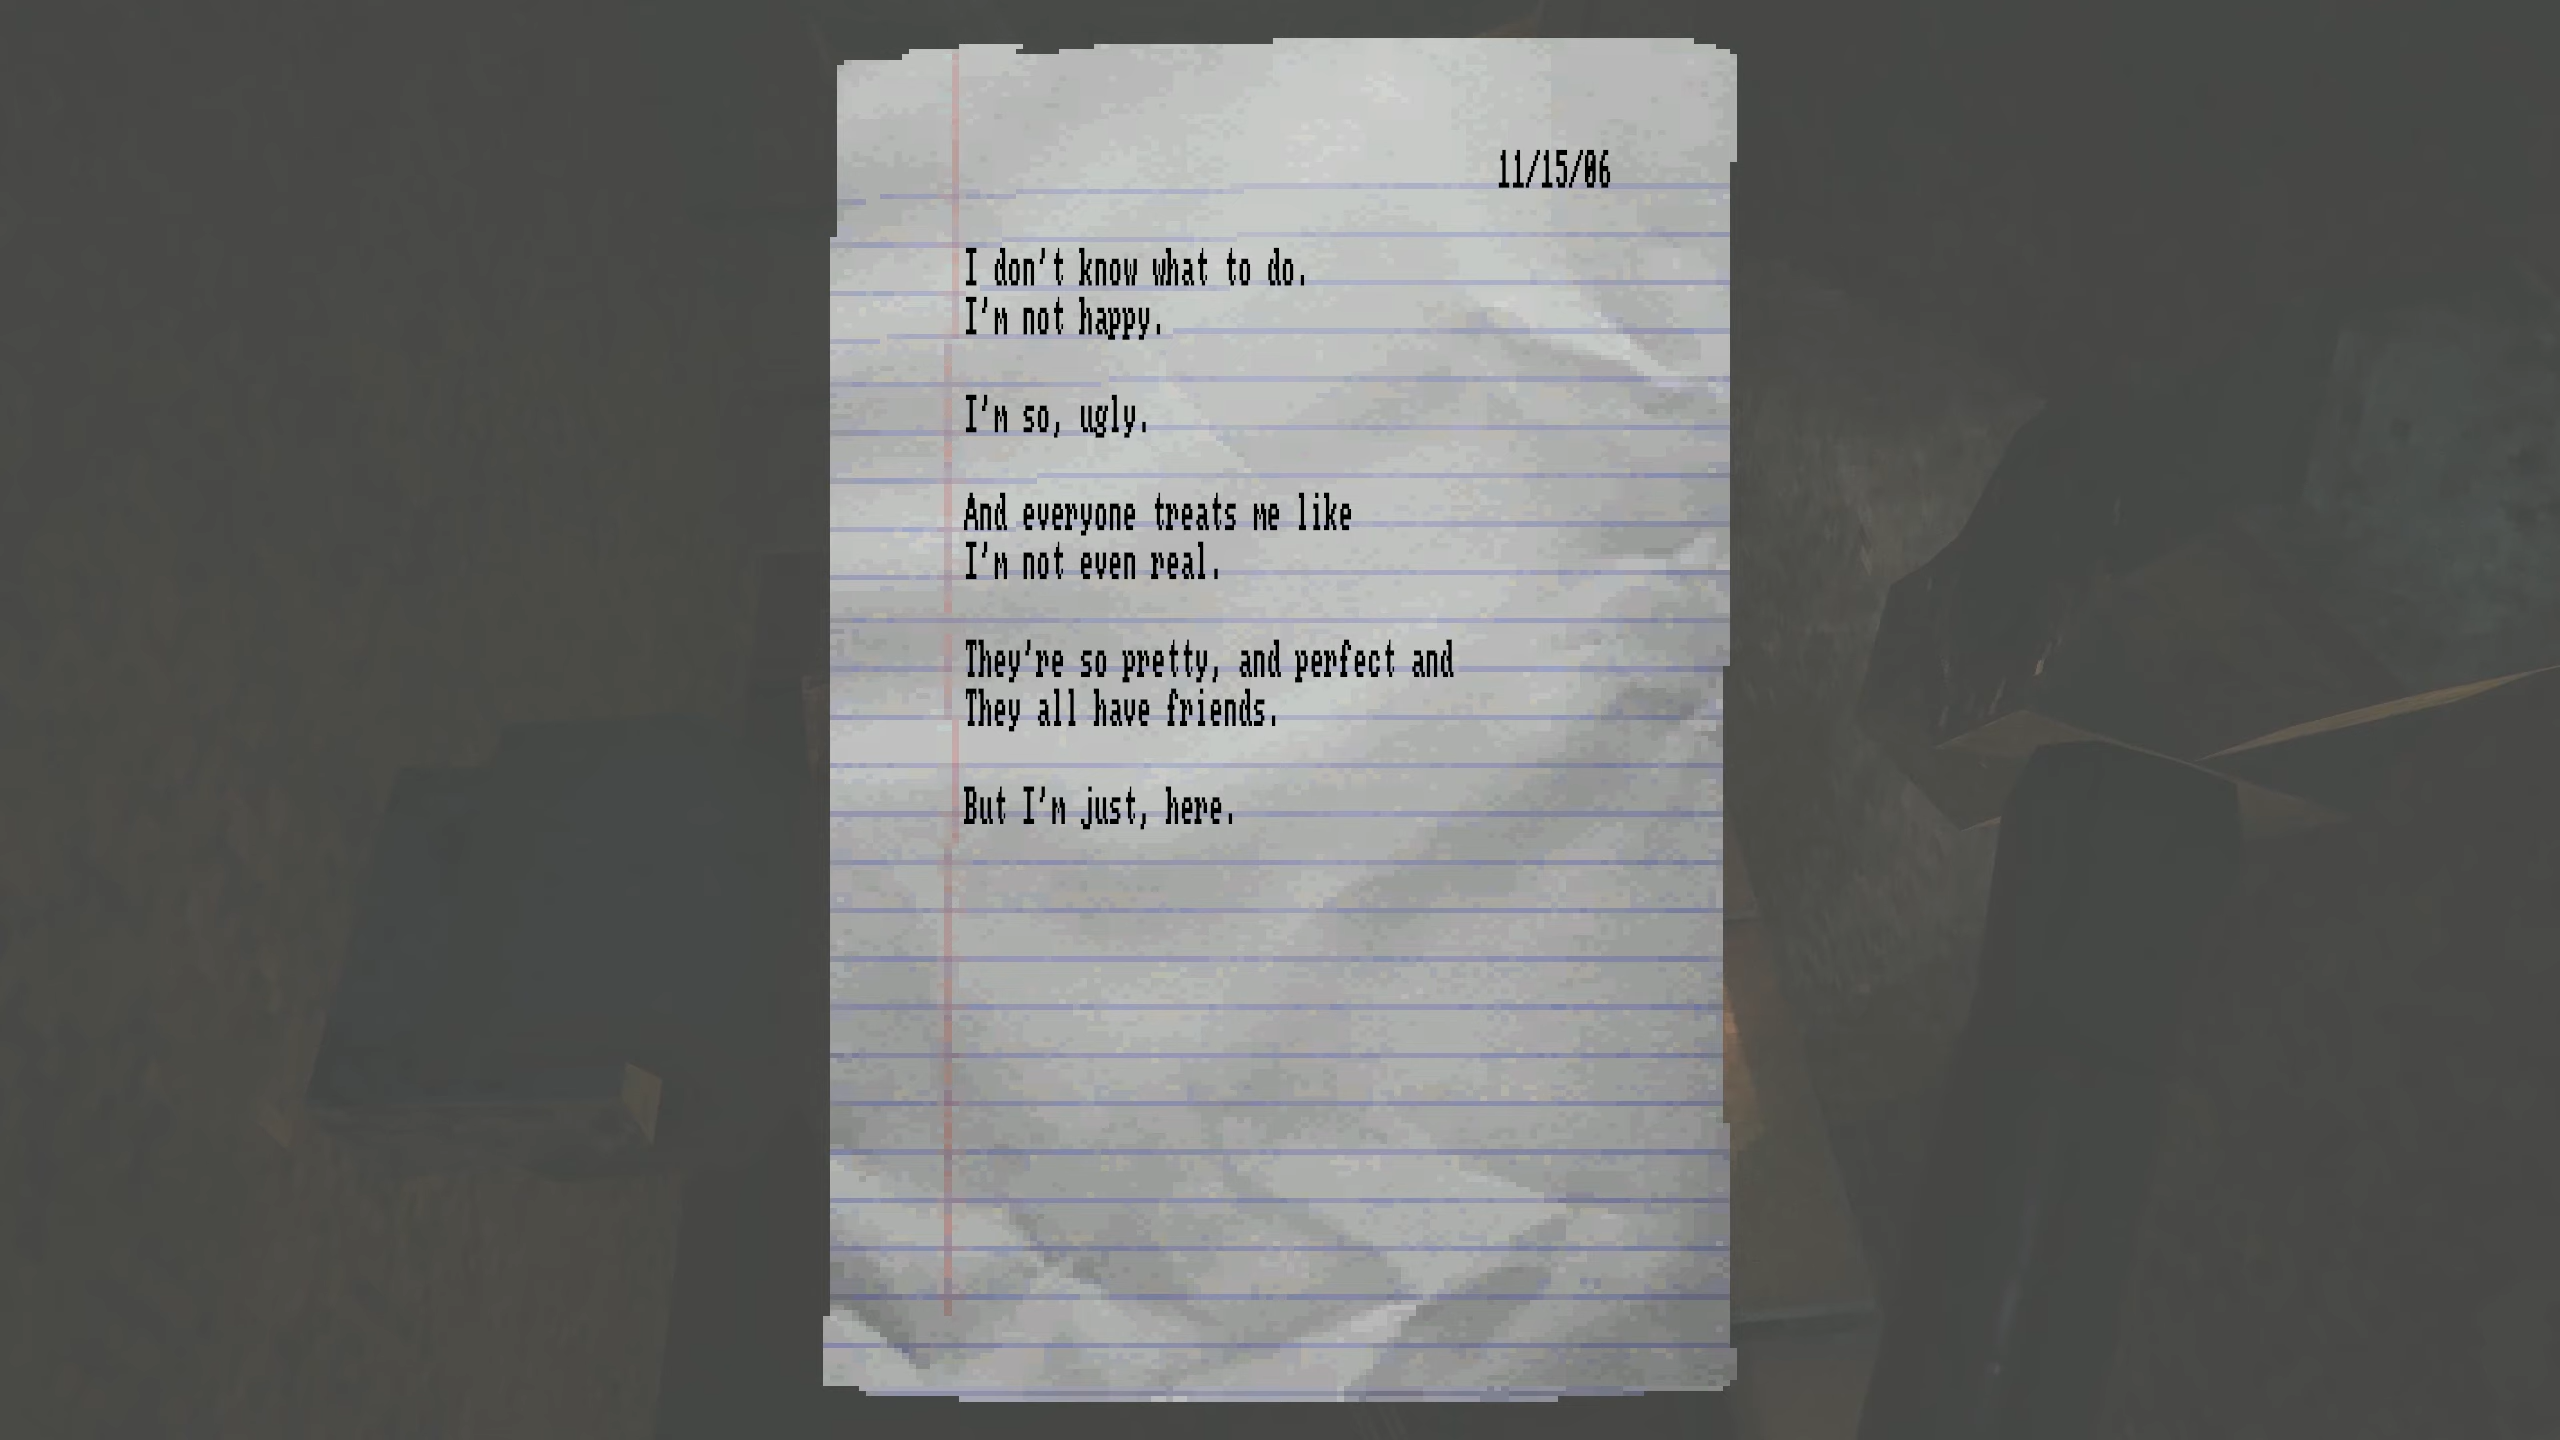 11/15/06
I don't know what to do.
I'm not happy.
I'm so, ugly.
And everyone treats me like
I'm not even real.
They're so pretty, and perfect and
They all have friends.
But I'm just, here.